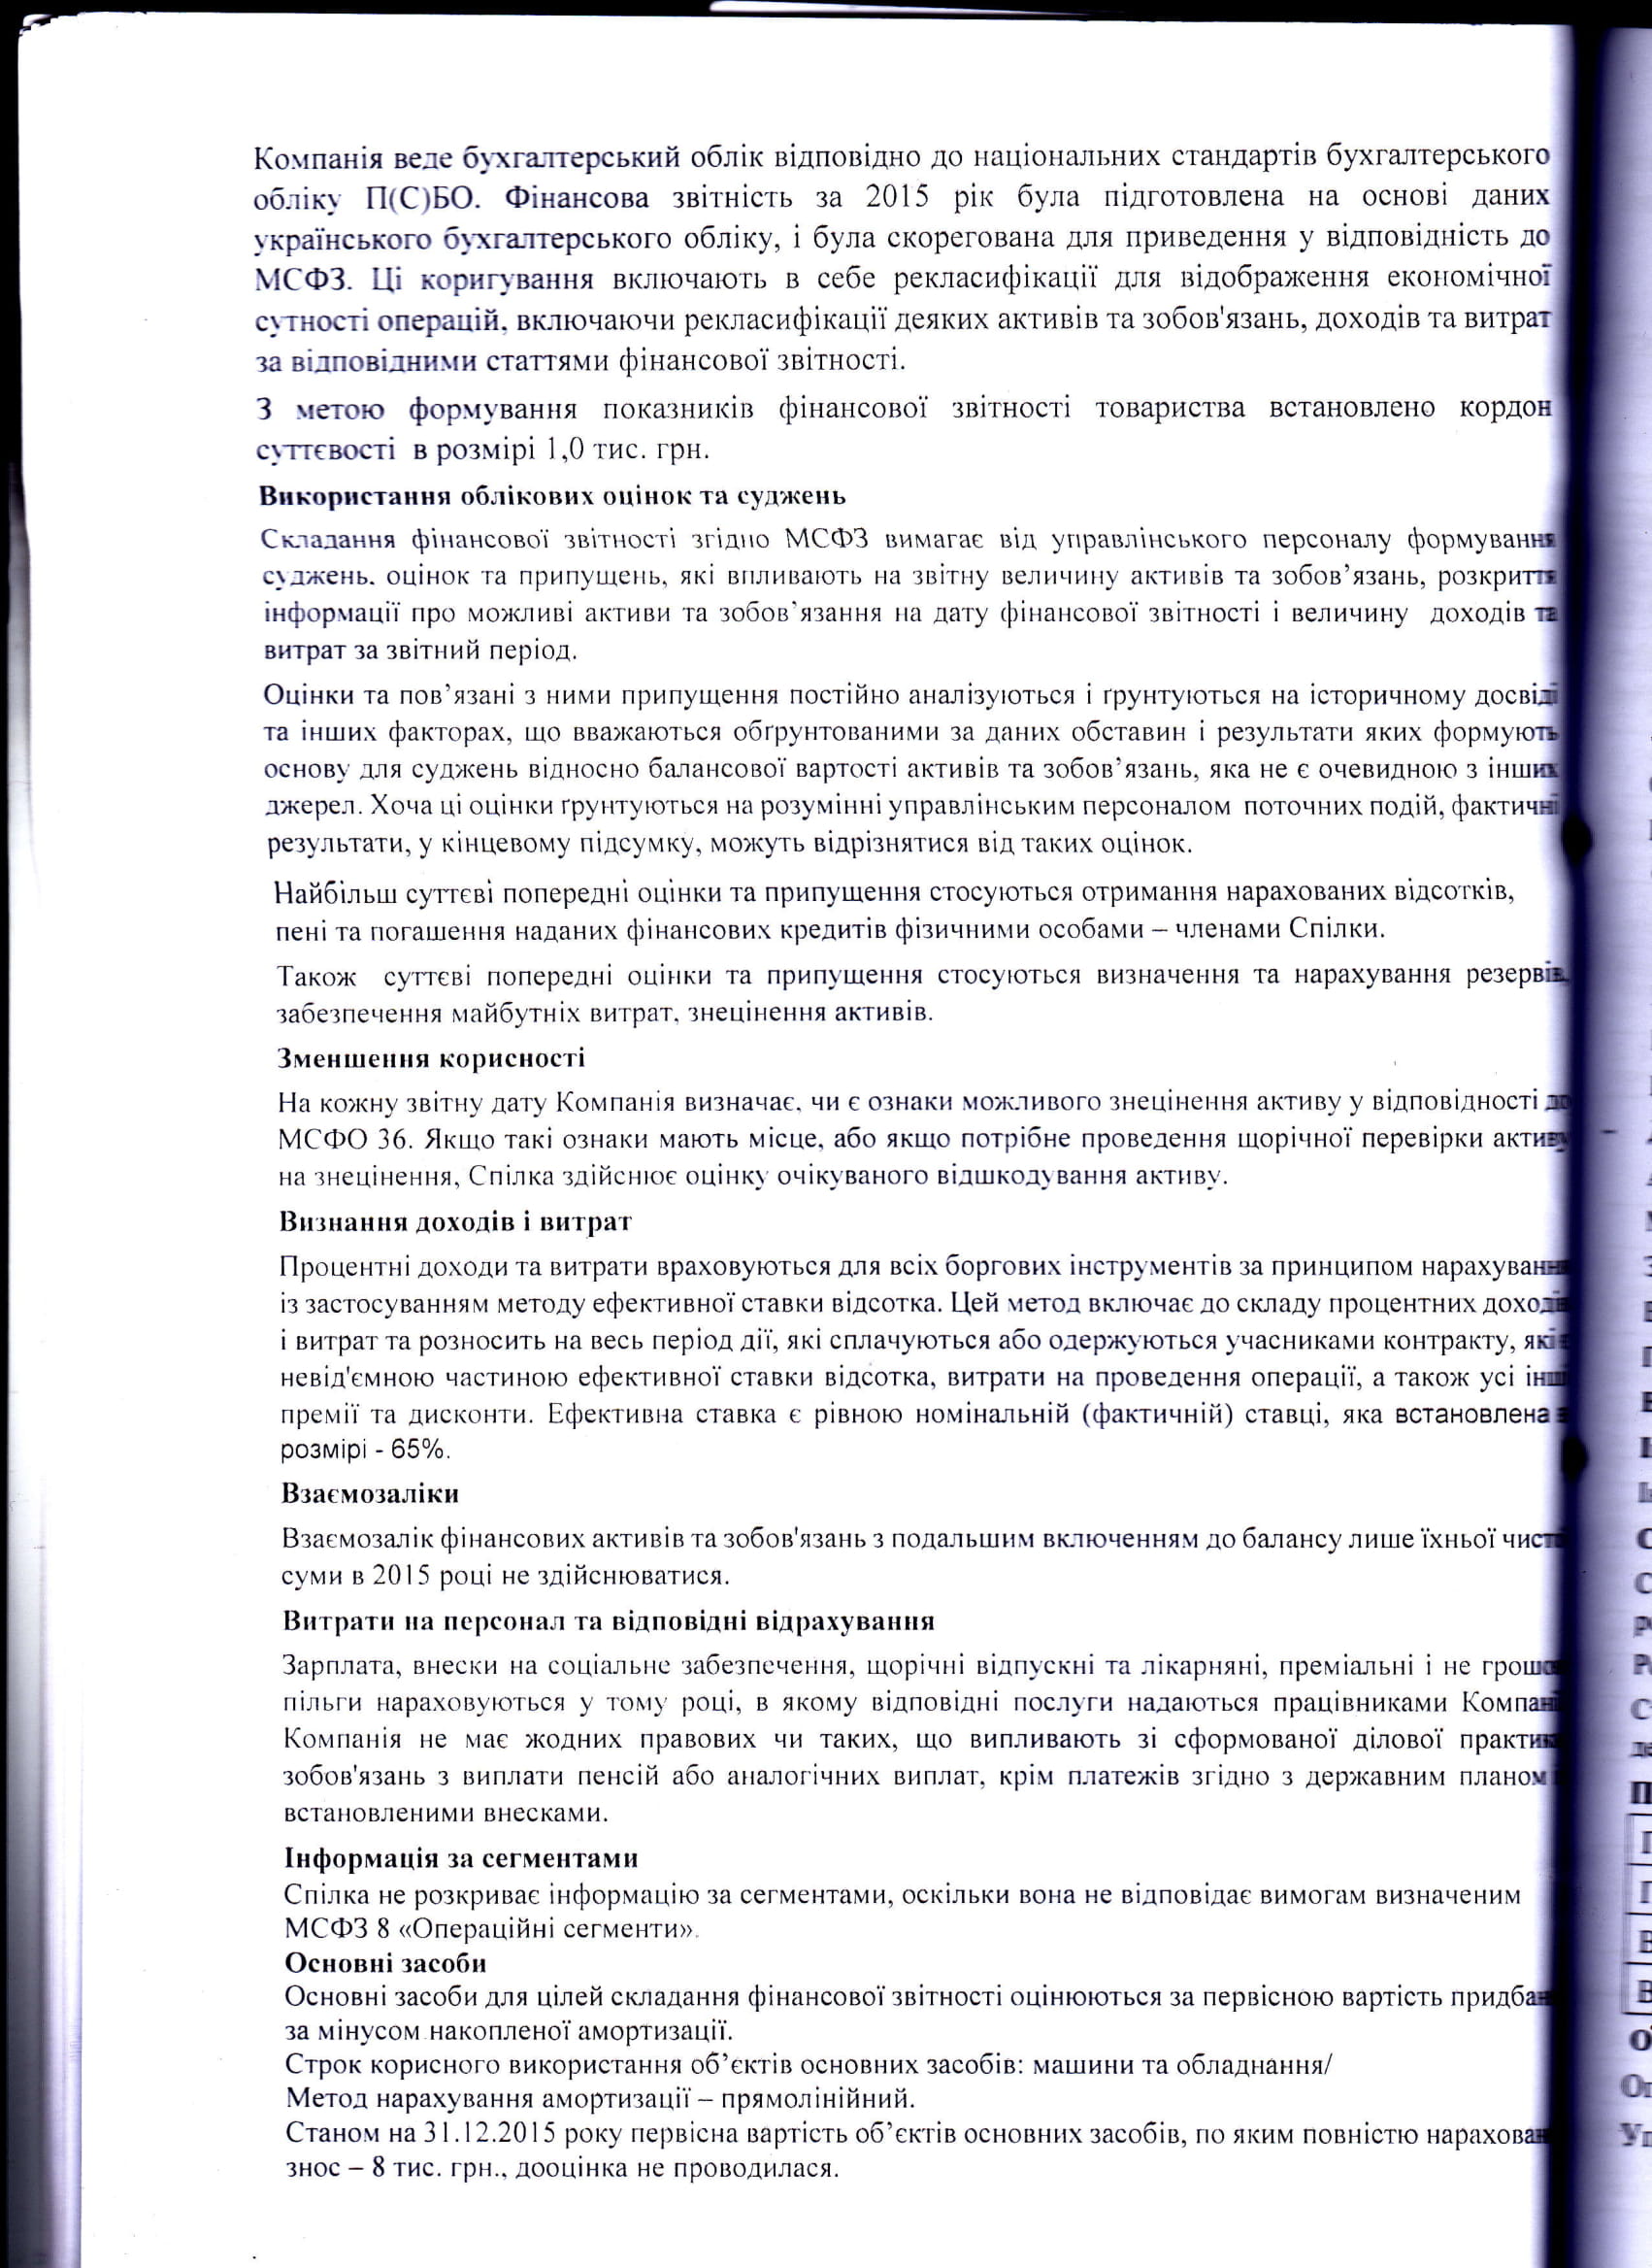 Компанія веде бухгалтерський облік відповідно до національних стандартів бухгалтерського
обліку П(С)БО. Фінансова звітність за 2015 рік була підготовлена на основі даних
українського бухгалтерського обліку, і була скорегована для приведення у відповідність до
МСФЗ. Ці коригування включають в себе рекласифікації для відображення економічної
сутності операцій, включаючи рекласифікації деяких активів та зобов'язань, доходів та витрат
за відповідними статтями фінансової звітності.
З метою формування показників фінансової звітності товариства встановлено кордон
суттєвості в розмірі 1,0 тис. грн.
Використання облікових оцінок та суджень
Складання фінансової звітності згідно МСФЗ вимагає від управлінського персоналу формування
суджень, оцінок та припущень, які впливають на звітну величину активів та зобов’язань, розкриття
інформації про можливі активи та зобов’язання на дату фінансової звітності і величину доходів та
витрат за звітний період.
Оцінки та пов’язані з ними припущення постійно аналізуються і ґрунтуються на історичному досвіді
та інших факторах, що вважаються обґрунтованими за даних обставин і результати яких формують
основу для суджень відносно балансової вартості активів та зобов’язань, яка не є очевидною з інших
джерел. Хоча ці оцінки ґрунтуються на розумінні управлінським персоналом поточних подій, фактичні
результати, у кінцевому підсумку, можуть відрізнятися від таких оцінок.
Найбільш суттєві попередні оцінки та припущення стосуються отримання нарахованих відсотків,
пені та погашення наданих фінансових кредитів фізичними особами – членами Спілки.
Також суттєві попередні оцінки та припущення стосуються визначення та нарахування резервів,
забезпечення майбутніх витрат, знецінення активів.
Зменшення корисності
На кожну звітну дату Компанія визначає, чи є ознаки можливого знецінення активу у відповідності до
МСФО 36. Якщо такі ознаки мають місце, або якщо потрібне проведення щорічної перевірки активу
на знецінення, Спілка здійснює оцінку очікуваного відшкодування активу.
Визнання доходів і витрат
Процентні доходи та витрати враховуються для всіх боргових інструментів за принципом нарахування
із застосуванням методу ефективної ставки відсотка. Цей метод включає до складу процентних доходів
і витрат та розносить на весь період дії, які сплачуються або одержуються учасниками контракту, які є
невід'ємною частиною ефективної ставки відсотка, витрати на проведення операції, а також усі інші
премії та дисконти. Ефективна ставка є рівною номінальній (фактичній) ставці, яка встановлена
розмірі - 65%.
Взаємозаліки
Взаємозалік фінансових активів та зобов'язань з подальшим включенням до балансу лише їхньої
суми в 2015 році не здійснюватися.
Витрати на персонал та відповідні відрахування
Зарплата, внески на соціальне забезпечення, щорічні відпускні та лікарняні, преміальні і не
пільги нараховуються у тому році, в якому відповідні послуги надаються працівниками
Компанія не має жодних правових чи таких, що випливають зі сформованої ділової практики
зобов'язань з виплати пенсій або аналогічних виплат, крім платежів згідно з державним планом
встановленими внесками.
Інформація за сегментами
Спілка не розкриває інформацію за сегментами, оскільки вона не відповідає вимогам визначеним
МСФЗ 8 «Операційні сегменти».
Основні засоби
Основні засоби для цілей складання фінансової звітності оцінюються за первісною вартість
за мінусом накопленої амортизації.
Строк корисного використання об’єктів основних засобів: машини та обладнання/
Метод нарахування амортизації – прямолінійний.
Станом на 31.12.2015 року первісна вартість об’єктів основних засобів, по яким повністю
знос – 8 тис. грн., дооцінка не проводилася.